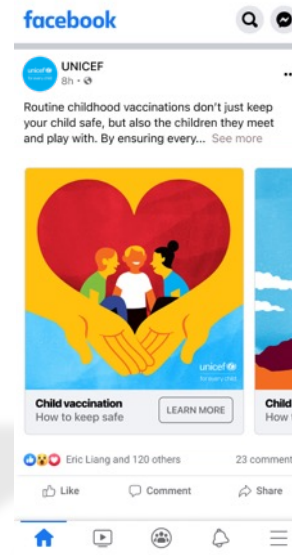 facebook
UNICEF
8h
Routine childhood vaccinations don't just keep
your child safe, but also the children they meet
and play with. By ensuring every... See more
unicef
for every child
Child vaccination
How to keep safe
LEARN MORE
Child
How
Eric Liang and 120 others
23 comment
Like
Comment
Share